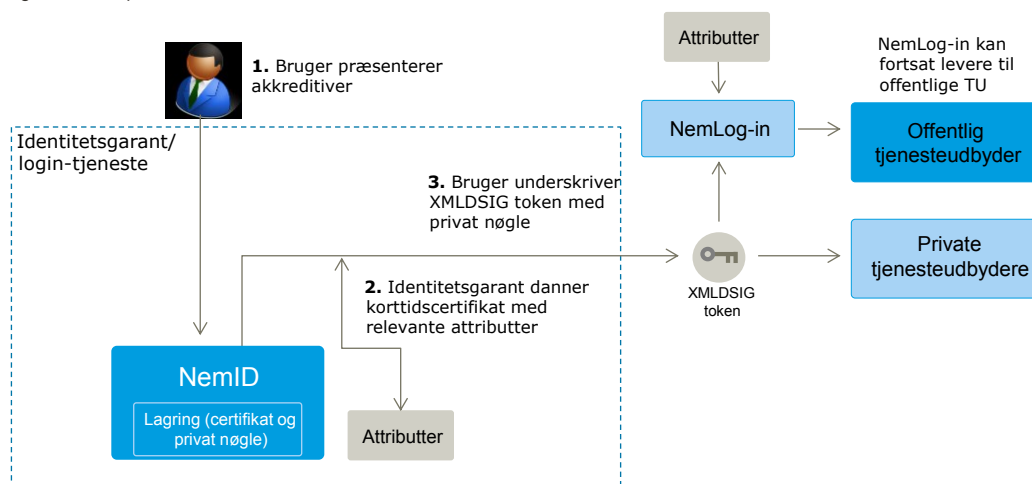 1. Bruger præsenterer
akkreditiver
Attributter
NemLog-in kan
fortsat levere til
offentlige TU
NemLog-in
Offentlig
tjenesteudbyder
Identitetsgarant/
login-tjeneste
3. Bruger underskriver
XMLDSIG token med
privat nøgle
Private
tjenesteudbydere
XMLDSIG
token
2. Identitetsgarant danner
korttidscertifikat med
relevante attributter
NemID
Lagring (certifikat og
privat nøgle)
Attributter